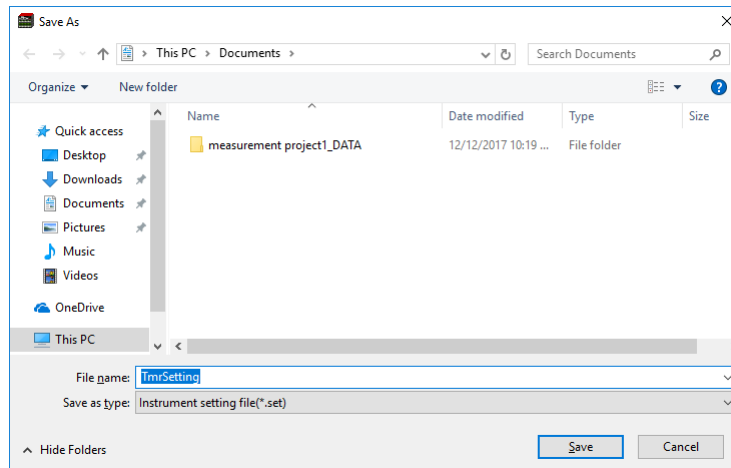 Save As
This PC > Documents >
Search Documents
Organize
New folder
Name
Date modified
Type
Size
Quick access
Desktop
Downloads
Documents
Pictures
Music
Videos
OneDrive
This PC
measurement project1_DATA
12/12/2017 10:19 ...
File folder
File name:
TmrSetting
Save as type:
Instrument setting file(*.set)
Hide Folders
Save
Cancel